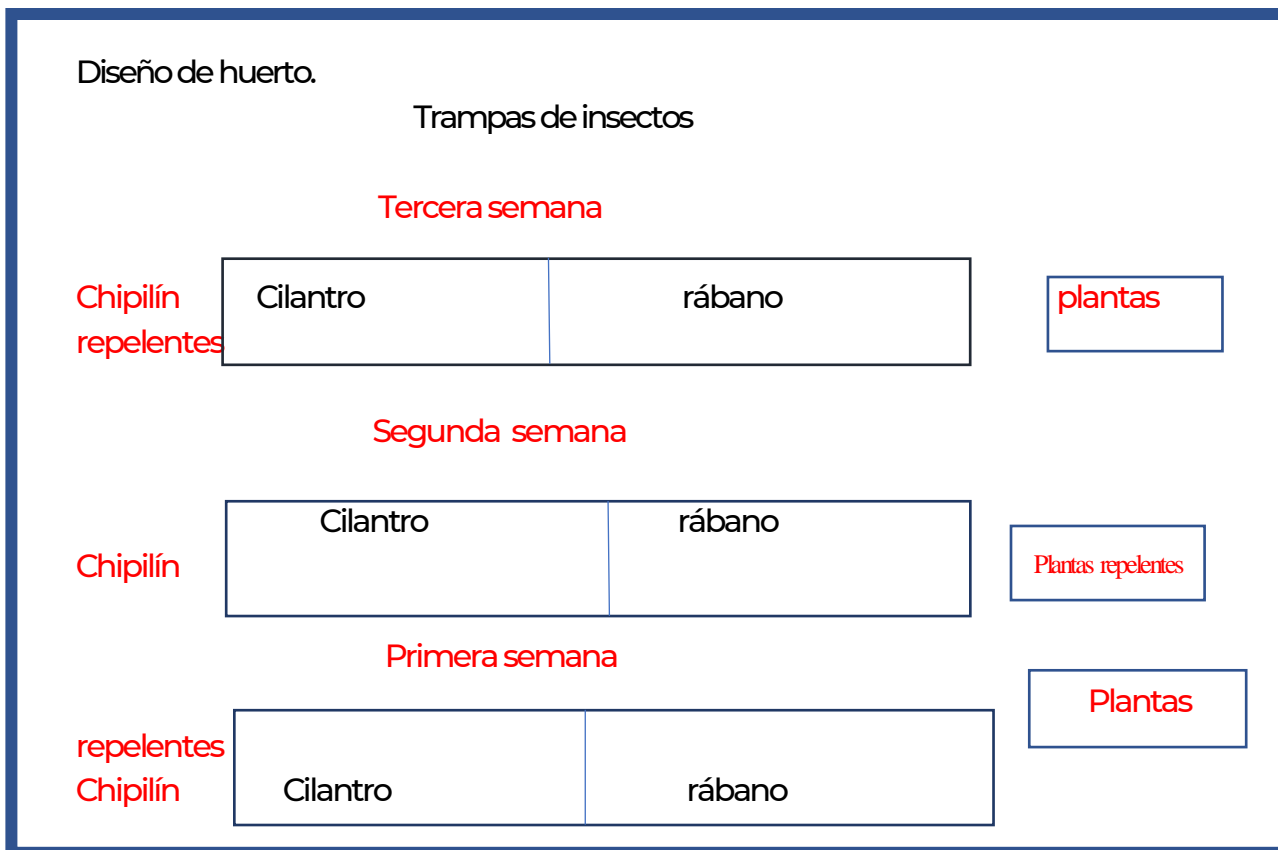 Diseño de huerto.
Trampas de insectos
Tercera semana
Chipilín Cilantro rábano plantas
repelentes
Segunda semana
Cilantro rábano
Chipilín Plantas repelentes
Primera semana
Plantas
repelentes
Chipilín Cilantro rábano